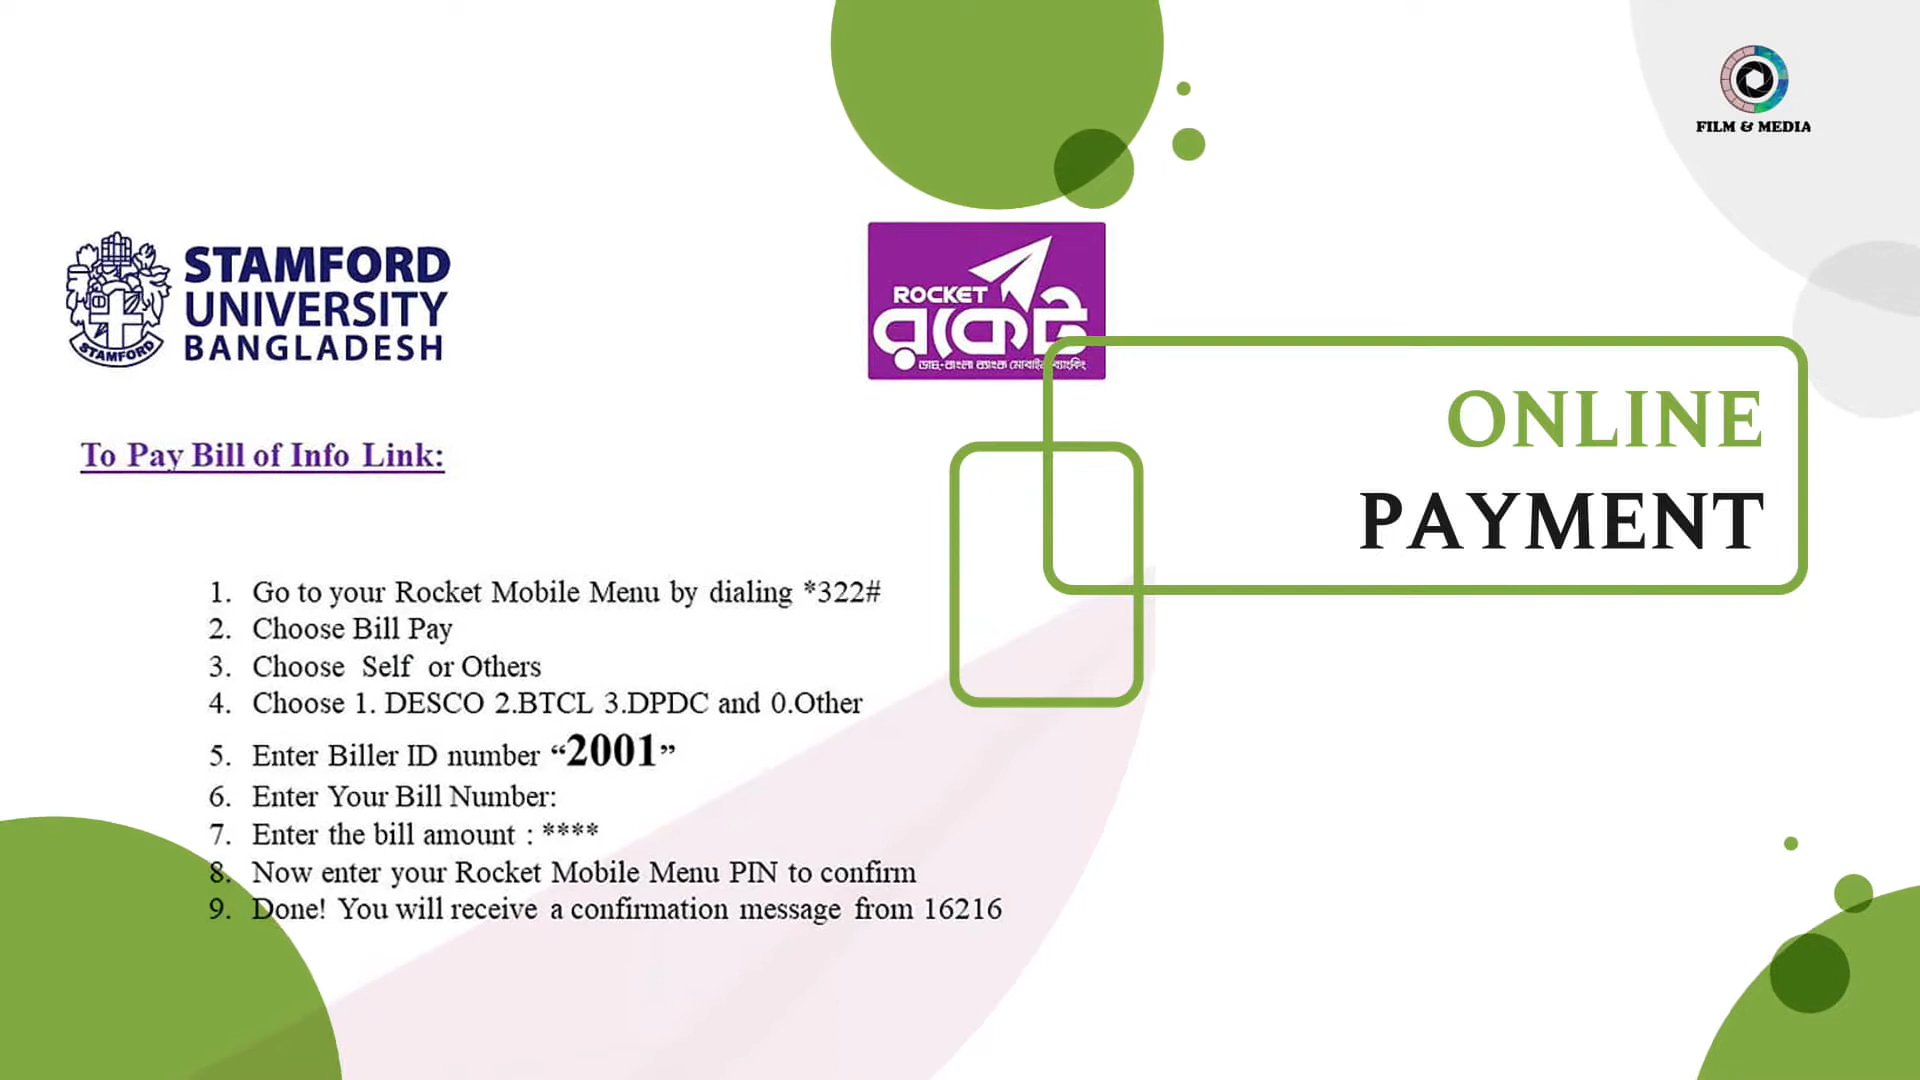 FILM & MEDIA
STAMFORD
UNIVERSITY
BANGLADESH
STAMFORD
ROCKET
রকেট
ডাচ্-বাংলা ব্যাংক মোবাইল ব্যাংকিং
ONLINE
PAYMENT
To Pay Bill of Info Link:
1. Go to your Rocket Mobile Menu by dialing *322#
2. Choose Bill Pay
3. Choose Self or Others
4. Choose 1. DESCO 2.BTCL 3.DPDC and 0.Other
5. Enter Biller ID number “2001”
6. Enter Your Bill Number:
7. Enter the bill amount : ****
8. Now enter your Rocket Mobile Menu PIN to confirm
9. Done! You will receive a confirmation message from 16216